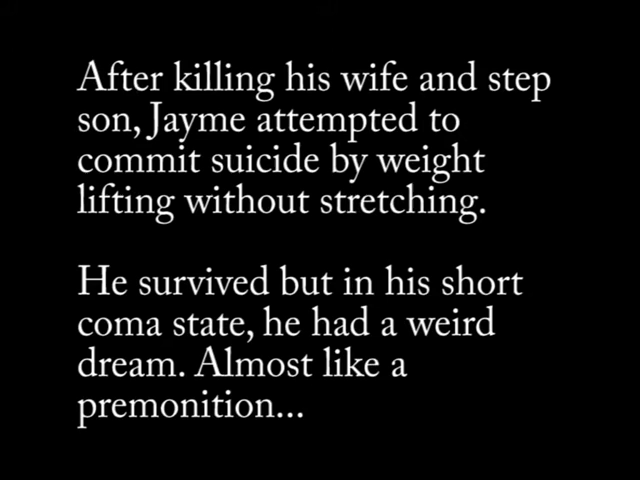 After killing his wife and step
son, Jayme attempted to
commit suicide by weight
lifting without stretching.
He survived but in his short
coma state, he had a weird
dream. Almost like a
premonition...